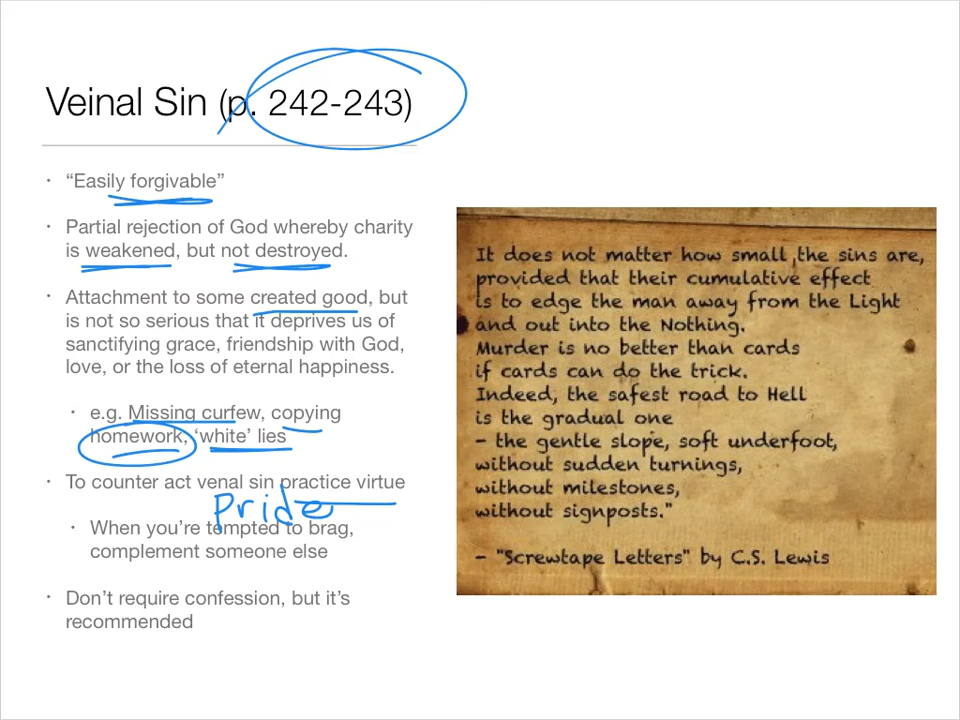 Veinal Sin (p. 242-243)
• “Easily forgivable”
• Partial rejection of God whereby charity
is weakened, but not destroyed.
• Attachment to some created good, but
is not so serious that it deprives us of
sanctifying grace, friendship with God,
love, or the loss of eternal happiness.
• e.g. Missing curfew, copying
homework, ‘white’ lies
• To counter act venal sin practice virtue
Pride
• When you’re tempted to brag,
complement someone else
• Don’t require confession, but it’s
recommended
It does not matter how small the sins are,
provided that their cumulative effect
is to edge the man away from the Light
and out into the Nothing.
Murder is no better than cards
if cards can do the trick.
Indeed, the safest road to Hell
is the gradual one
– the gentle slope, soft underfoot,
without sudden turnings,
without milestones,
without signposts."
– "Screwtape Letters" by C.S. Lewis